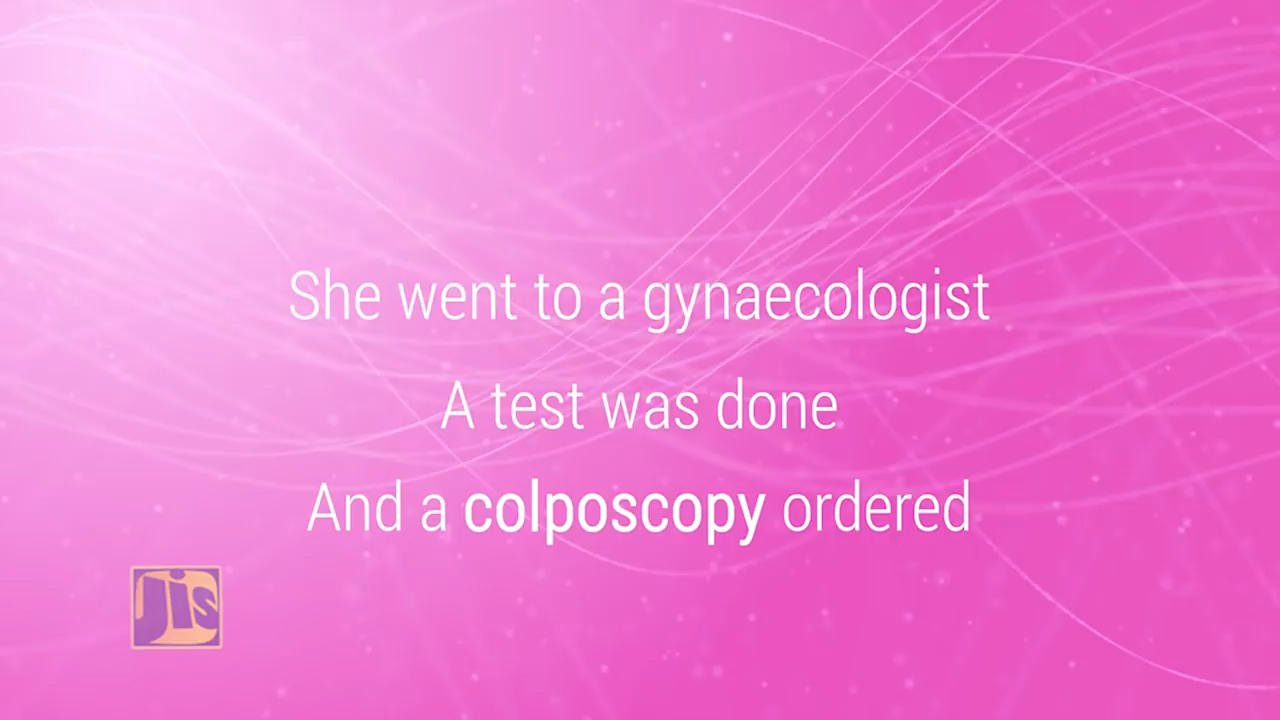 She went to a gynaecologist
A test was done
And a colposcopy ordered
Jis